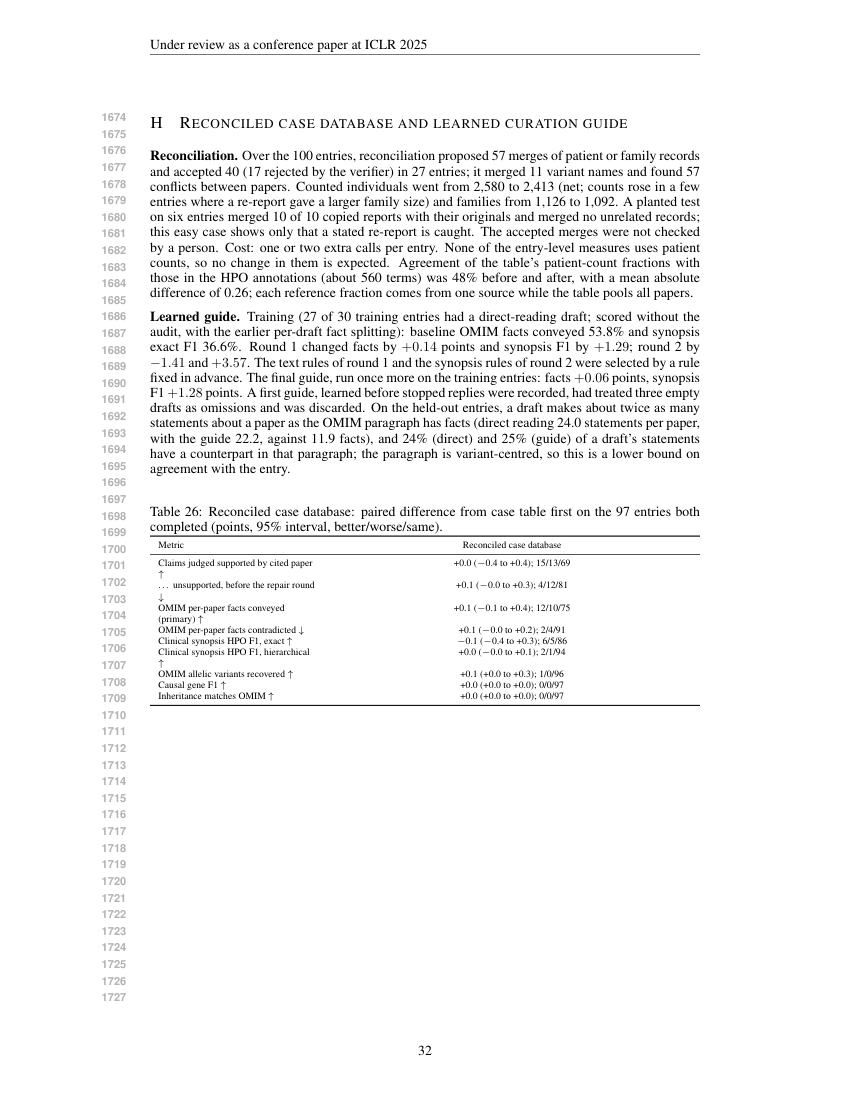 Under review as a conference paper at ICLR 2025
1674
1675
1676
1677
1678
1679
1680
1681
1682
1683
1684
1685
1686
1687
1688
1689
1690
1691
1692
1693
1694
1695
1696
1697
1698
1699
1700
1701
1702
1703
1704
1705
1706
1707
1708
1709
1710
1711
1712
1713
1714
1715
1716
1717
1718
1719
1720
1721
1722
1723
1724
1725
1726
1727
H RECONCILED CASE DATABASE AND LEARNED CURATION GUIDE
Reconciliation. Over the 100 entries, reconciliation proposed 57 merges of patient or family records
and accepted 40 (17 rejected by the verifier) in 27 entries; it merged 11 variant names and found 57
conflicts between papers. Counted individuals went from 2,580 to 2,413 (net; counts rose in a few
entries where a re-report gave a larger family size) and families from 1,126 to 1,092. A planted test
on six entries merged 10 of 10 copied reports with their originals and merged no unrelated records;
this easy case shows only that a stated re-report is caught. The accepted merges were not checked
by a person. Cost: one or two extra calls per entry. None of the entry-level measures uses patient
counts, so no change in them is expected. Agreement of the table's patient-count fractions with
those in the HPO annotations (about 560 terms) was 48% before and after, with a mean absolute
difference of 0.26; each reference fraction comes from one source while the table pools all papers.
Learned guide. Training (27 of 30 training entries had a direct-reading draft; scored without the
audit, with the earlier per-draft fact splitting): baseline OMIM facts conveyed 53.8% and synopsis
exact F1 36.6%. Round 1 changed facts by +0.14 points and synopsis F1 by +1.29; round 2 by
−1.41 and +3.57. The text rules of round 1 and the synopsis rules of round 2 were selected by a rule
fixed in advance. The final guide, run once more on the training entries: facts +0.06 points, synopsis
F1 +1.28 points. A first guide, learned before stopped replies were recorded, had treated three empty
drafts as omissions and was discarded. On the held-out entries, a draft makes about twice as many
statements about a paper as the OMIM paragraph has facts (direct reading 24.0 statements per paper,
with the guide 22.2, against 11.9 facts), and 24% (direct) and 25% (guide) of a draft's statements
have a counterpart in that paragraph; the paragraph is variant-centred, so this is a lower bound on
agreement with the entry.
Table 26: Reconciled case database: paired difference from case table first on the 97 entries both
completed (points, 95% interval, better/worse/same).
Metric Reconciled case database
Claims judged supported by cited paper +0.0 (−0.4 to +0.4); 15/13/69
↑
... unsupported, before the repair round +0.1 (−0.0 to +0.3); 4/12/81
↓
OMIM per-paper facts conveyed +0.1 (−0.1 to +0.4); 12/10/75
(primary) ↑
OMIM per-paper facts contradicted ↓ +0.1 (−0.0 to +0.2); 2/4/91
Clinical synopsis HPO F1, exact ↑ −0.1 (−0.4 to +0.3); 6/5/86
Clinical synopsis HPO F1, hierarchical +0.0 (−0.0 to +0.1); 2/1/94
↑
OMIM allelic variants recovered ↑ +0.1 (+0.0 to +0.3); 1/0/96
Causal gene F1 ↑ +0.0 (+0.0 to +0.0); 0/0/97
Inheritance matches OMIM ↑ +0.0 (+0.0 to +0.0); 0/0/97
32